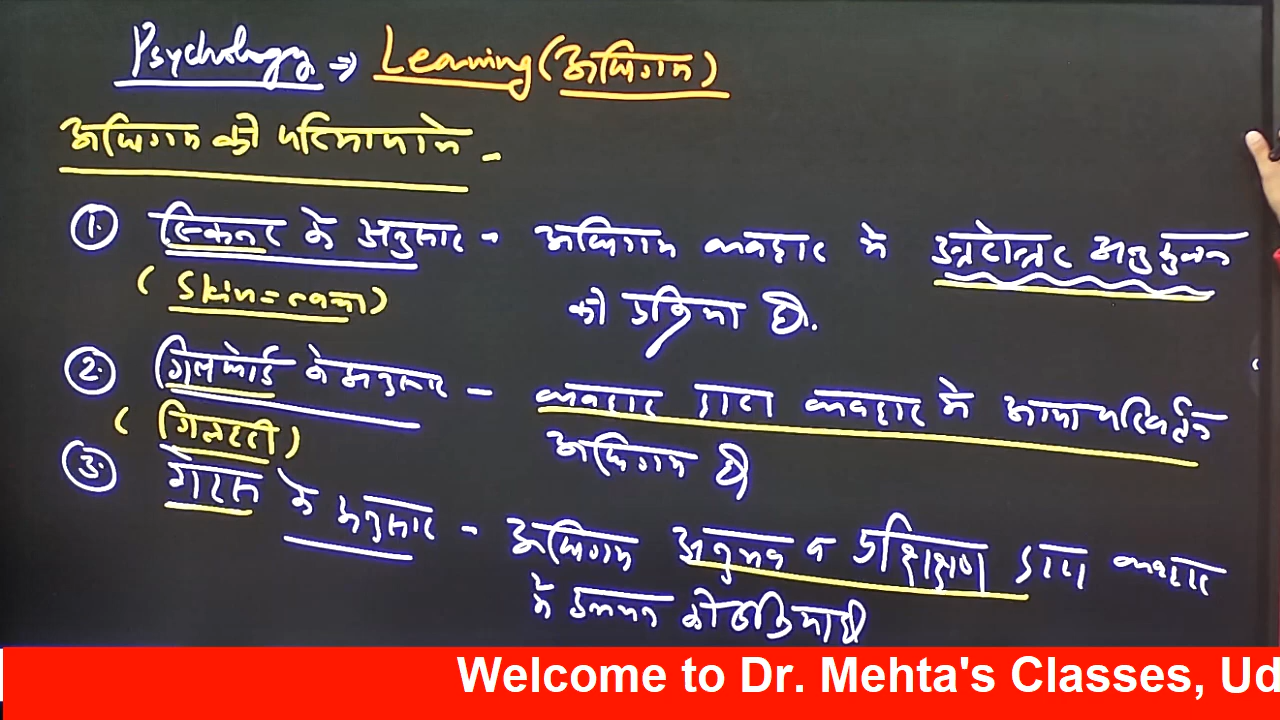 Psychology → Learning (अधिगम)
अधिगम की परिभाषाएं -
① स्किनर के अनुसार - अधिगम व्यवहार में उत्तरोत्तर अनुकूलन
(Skin = त्वचा) की प्रक्रिया है.
② गिलफोर्ड के अनुसार - व्यवहार द्वारा व्यवहार में आया परिवर्तन
(गिलहरी) अधिगम है
③ गेट्स के अनुसार - अधिगम अनुभव व प्रशिक्षण द्वारा व्यवहार
में की प्रक्रिया है
Welcome to Dr. Mehta's Classes, Ud